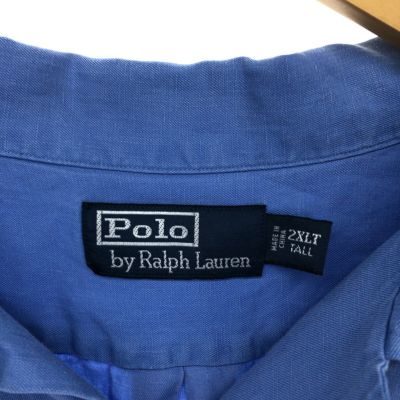 Polo
by Ralph Lauren
MADE IN
CHINA
2XLT
TALL